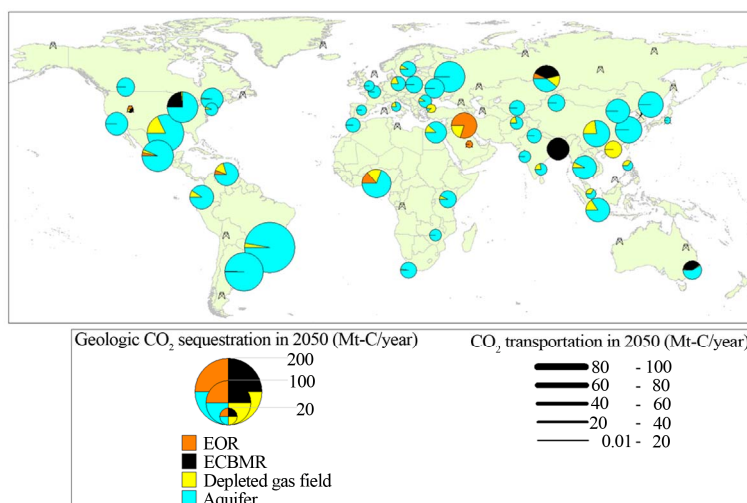 Geologic CO₂ sequestration in 2050 (Mt-C/year)
200
100
20
EOR
ECBMR
Depleted gas field
Aquifer
CO₂ transportation in 2050 (Mt-C/year)
80 - 100
60 - 80
40 - 60
20 - 40
0.01 - 20